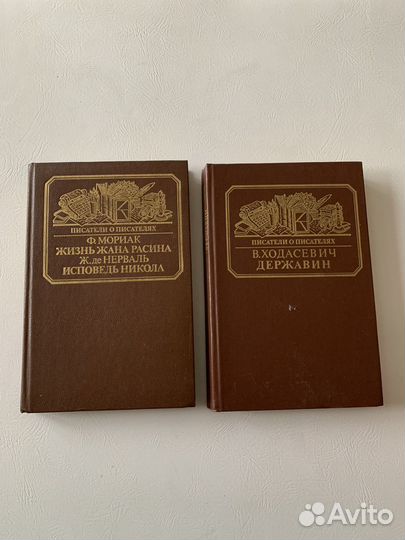 ПИСАТЕЛИ О ПИСАТЕЛЯХ
Ф. МОРИАК
ЖИЗНЬ ЖАНА РАСИНА
Ж. де НЕРВАЛЬ
ИСПОВЕДЬ НИКОЛА
ПИСАТЕЛИ О ПИСАТЕЛЯХ
В. ХОДАСЕВИЧ
ДЕРЖАВИН
Avito